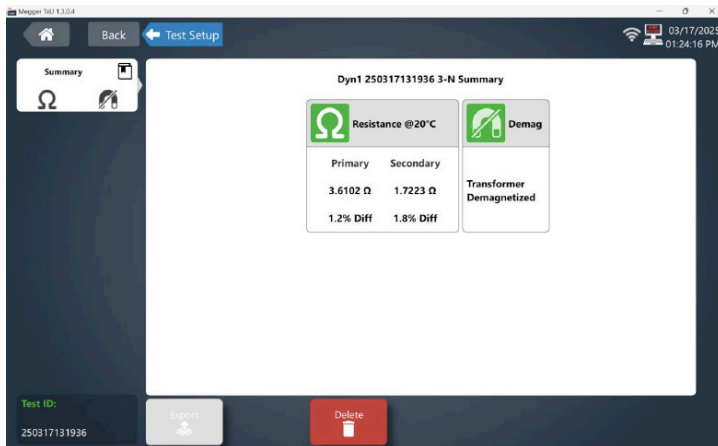 Megger TxU 1.3.0.4
Back
Test Setup
03/17/2025
01:24:16 PM
Summary
Ω
Dyn1 250317131936 3-N Summary
Ω Resistance @20°C Demag
Primary Secondary
3.6102 Ω 1.7223 Ω
1.2% Diff 1.8% Diff
Transformer
Demagnetized
Test ID:
250317131936
Export
Delete